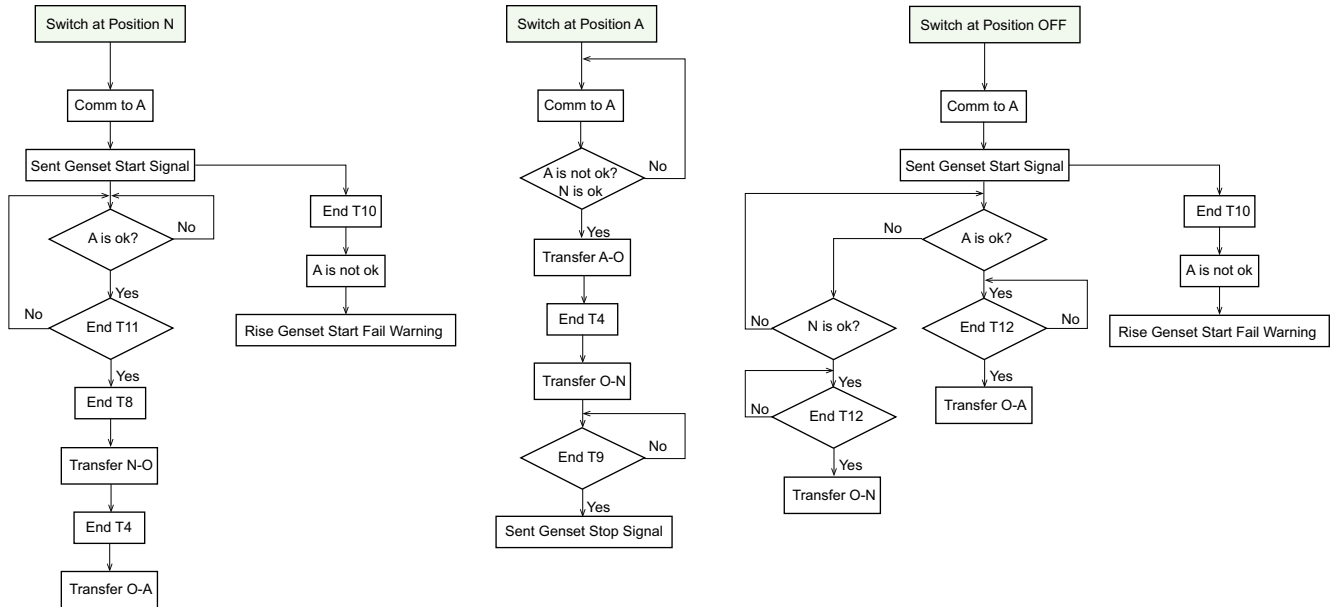 Switch at Position N
Comm to A
Sent Genset Start Signal
A is ok?
No
Yes
End T11
No
Yes
End T8
Transfer N-O
End T4
Transfer O-A
End T10
A is not ok
Rise Genset Start Fail Warning
Switch at Position A
Comm to A
A is not ok?
N is ok
No
Yes
Transfer A-O
End T4
Transfer O-N
End T9
No
Yes
Sent Genset Stop Signal
Switch at Position OFF
Comm to A
Sent Genset Start Signal
A is ok?
No
Yes
N is ok?
No
Yes
End T12
No
Yes
Transfer O-N
End T12
No
Yes
Transfer O-A
End T10
A is not ok
Rise Genset Start Fail Warning